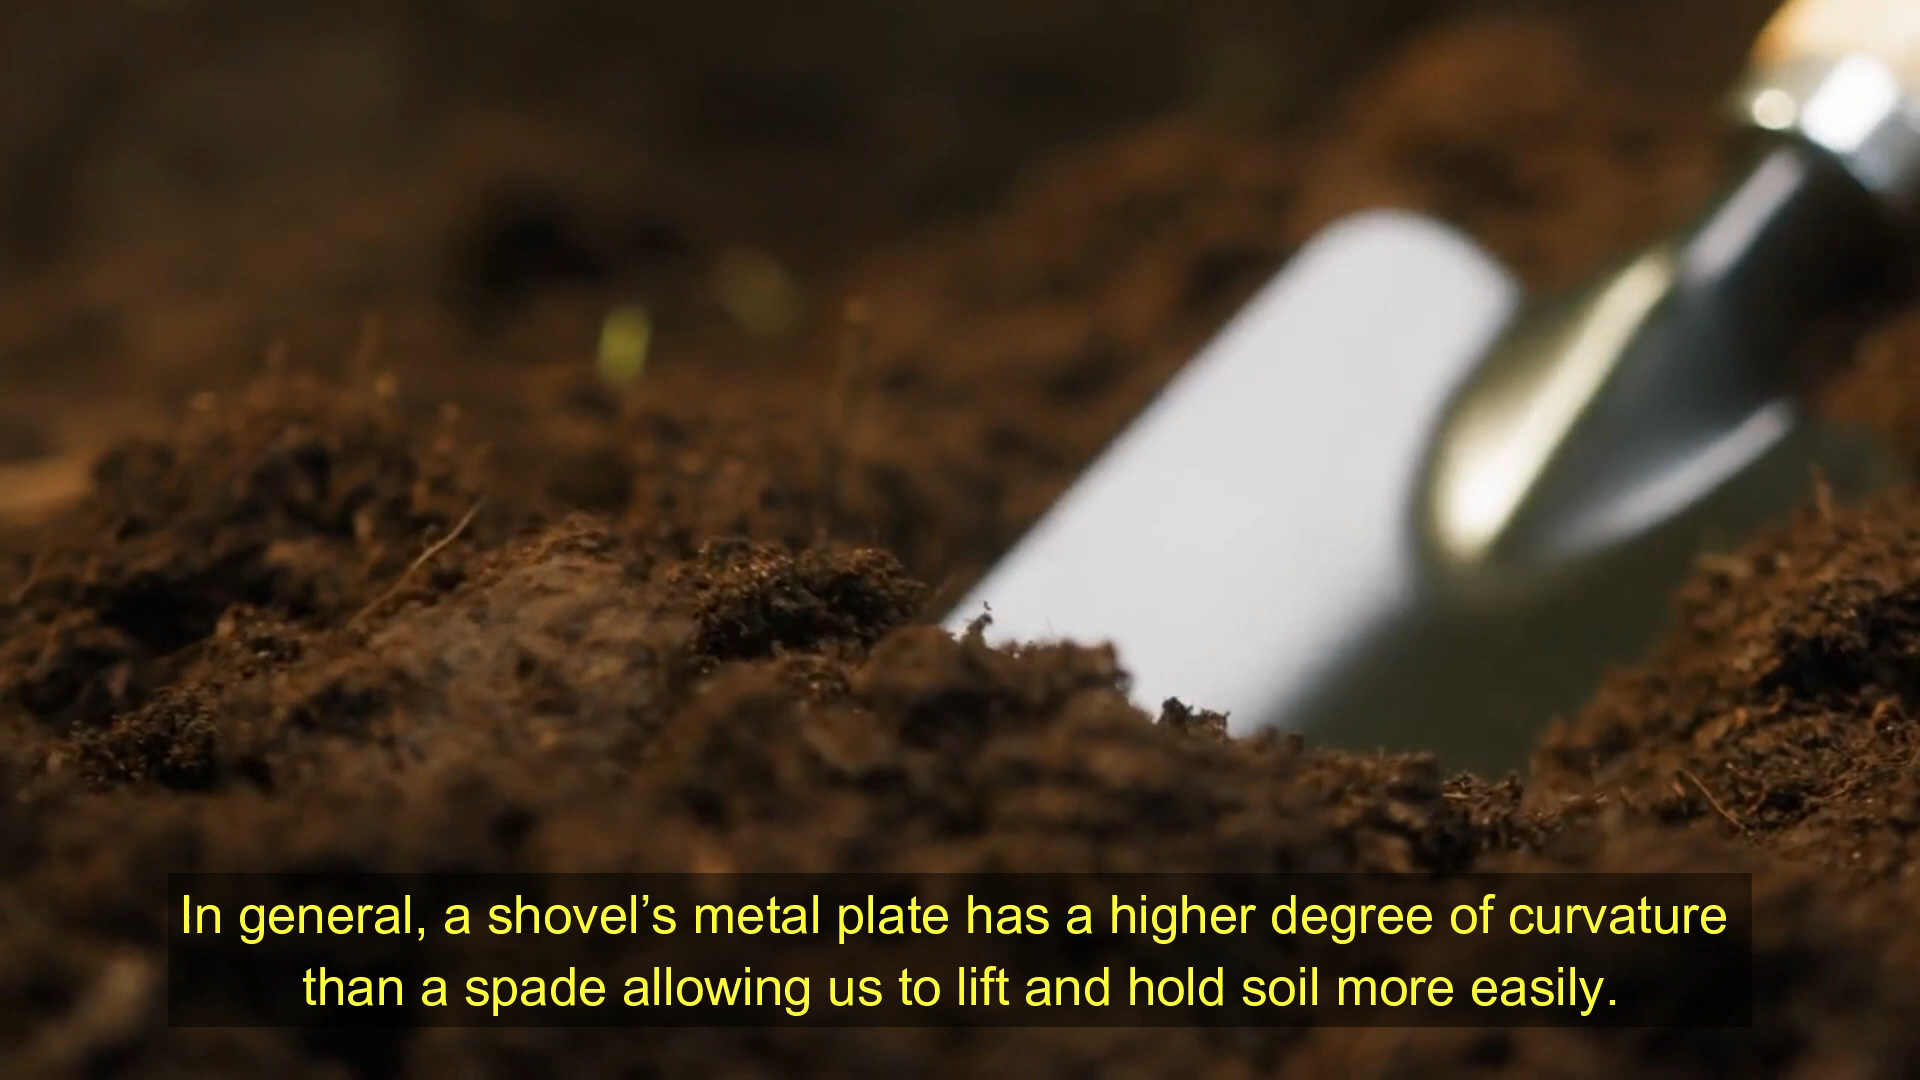 In general, a shovel’s metal plate has a higher degree of curvature
than a spade allowing us to lift and hold soil more easily.